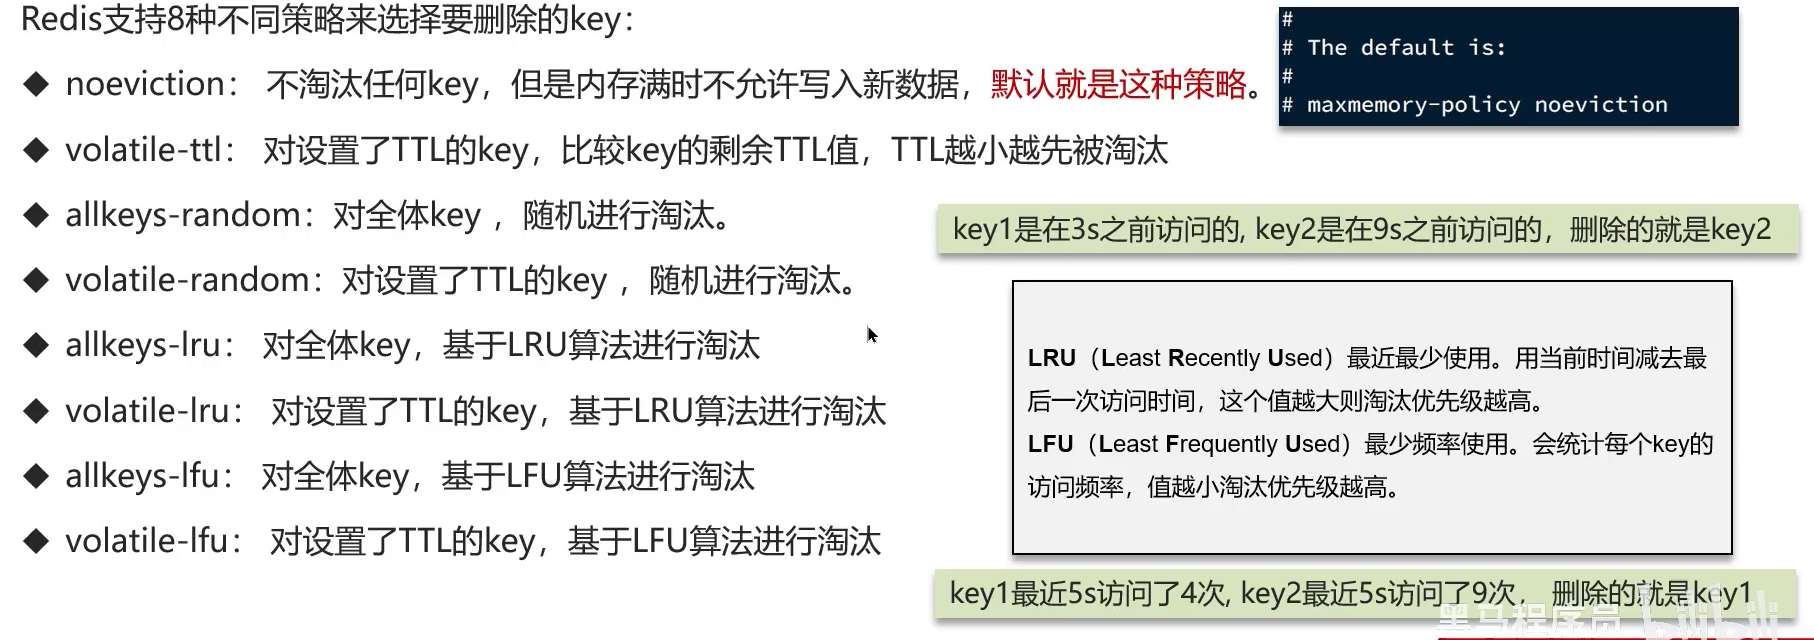 Redis支持8种不同策略来选择要删除的key：
◆ noeviction： 不淘汰任何key，但是内存满时不允许写入新数据，默认就是这种策略。
◆ volatile-ttl： 对设置了TTL的key，比较key的剩余TTL值，TTL越小越先被淘汰
◆ allkeys-random：对全体key ，随机进行淘汰。
◆ volatile-random：对设置了TTL的key ，随机进行淘汰。
◆ allkeys-lru： 对全体key，基于LRU算法进行淘汰
◆ volatile-lru： 对设置了TTL的key，基于LRU算法进行淘汰
◆ allkeys-lfu： 对全体key，基于LFU算法进行淘汰
◆ volatile-lfu： 对设置了TTL的key，基于LFU算法进行淘汰
#
# The default is:
#
# maxmemory-policy noeviction
key1是在3s之前访问的, key2是在9s之前访问的，删除的就是key2
LRU（Least Recently Used）最近最少使用。用当前时间减去最
后一次访问时间，这个值越大则淘汰优先级越高。
LFU（Least Frequently Used）最少频率使用。会统计每个key的
访问频率，值越小淘汰优先级越高。
key1最近5s访问了4次, key2最近5s访问了9次， 删除的就是key1
黑马程序员 bilibili